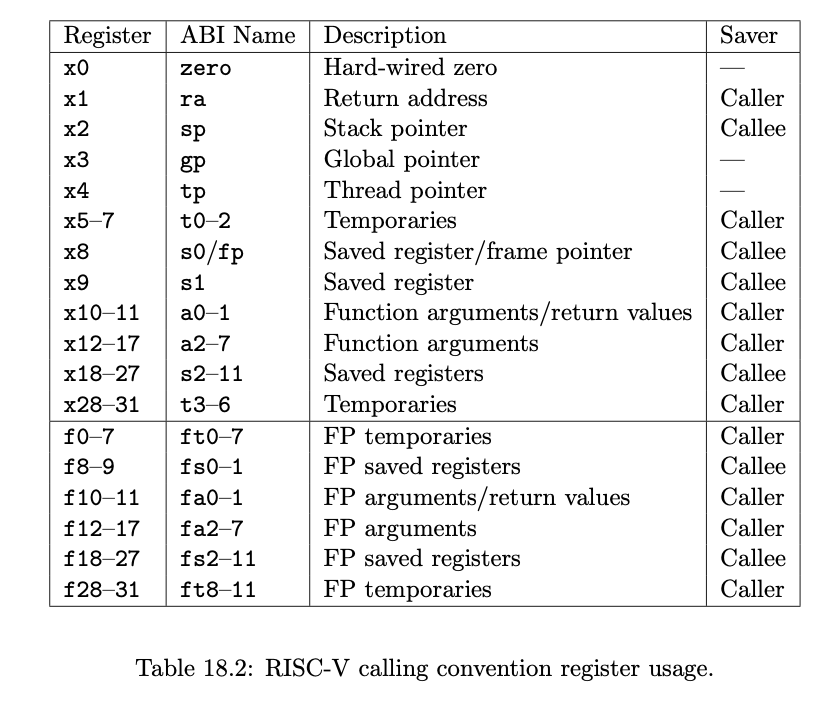 Register ABI Name Description Saver
x0 zero Hard-wired zero —
x1 ra Return address Caller
x2 sp Stack pointer Callee
x3 gp Global pointer —
x4 tp Thread pointer —
x5–7 t0–2 Temporaries Caller
x8 s0/fp Saved register/frame pointer Callee
x9 s1 Saved register Callee
x10–11 a0–1 Function arguments/return values Caller
x12–17 a2–7 Function arguments Caller
x18–27 s2–11 Saved registers Callee
x28–31 t3–6 Temporaries Caller
f0–7 ft0–7 FP temporaries Caller
f8–9 fs0–1 FP saved registers Callee
f10–11 fa0–1 FP arguments/return values Caller
f12–17 fa2–7 FP arguments Caller
f18–27 fs2–11 FP saved registers Callee
f28–31 ft8–11 FP temporaries Caller
Table 18.2: RISC-V calling convention register usage.